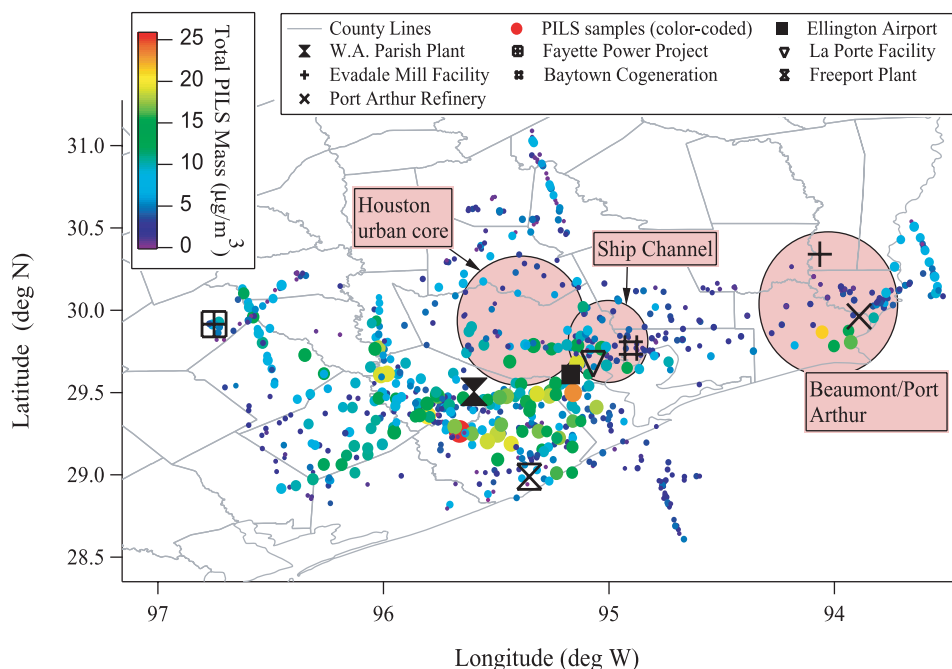 County Lines
PILS samples (color-coded)
Ellington Airport
W.A. Parish Plant
Fayette Power Project
La Porte Facility
Evadale Mill Facility
Baytown Cogeneration
Freeport Plant
Port Arthur Refinery
25
20
15
10
5
0
Total PILS Mass (μg/m3)
Houston
urban core
Ship Channel
Beaumont/Port
Arthur
31.0
30.5
30.0
29.5
29.0
28.5
Latitude (deg N)
97
96
95
94
Longitude (deg W)